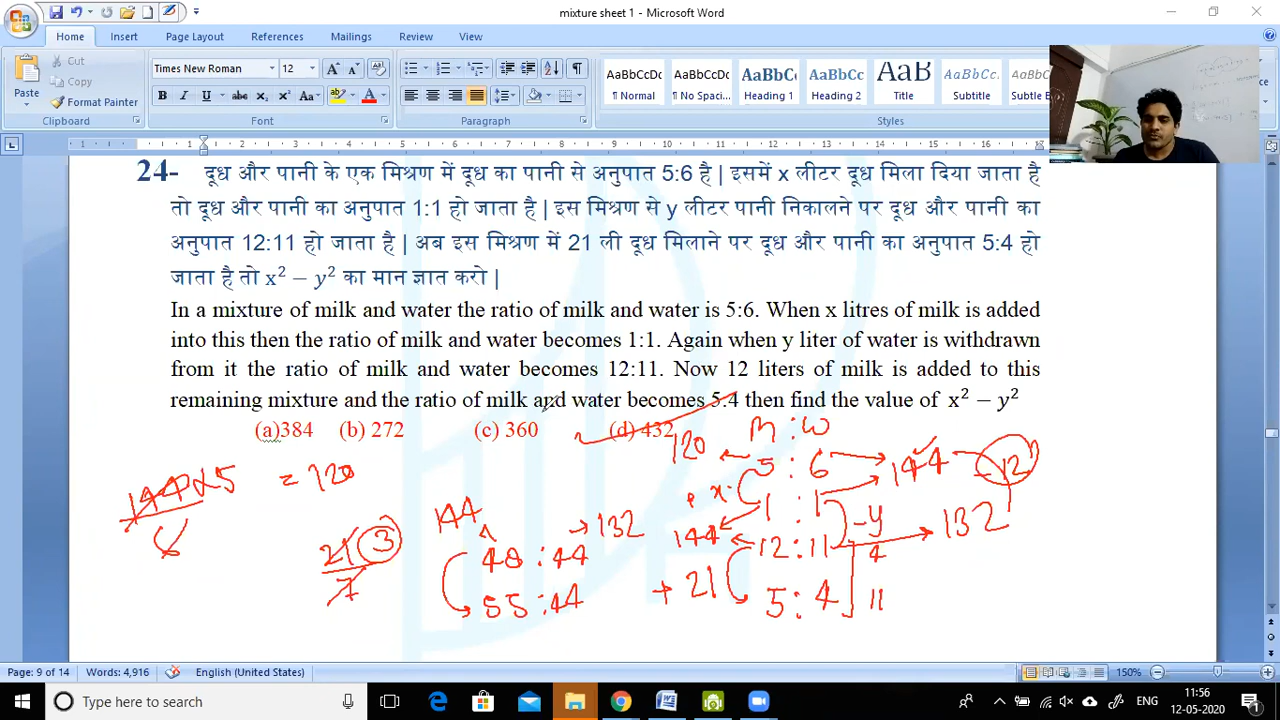 mixture sheet 1 - Microsoft Word
Home Insert Page Layout References Mailings Review View
Cut
Copy
Paste
Format Painter
Clipboard
Times New Roman 12
Font
Paragraph
AaBbCcDc AaBbCcDc AaBbC AaBbCc AaB AaBbCc AaBbCcDc
¶ Normal ¶ No Spaci... Heading 1 Heading 2 Title Subtitle Subtle E
Styles
24- दूध और पानी के एक मिश्रण में दूध का पानी से अनुपात 5:6 है | इसमें x लीटर दूध मिला दिया जाता है
तो दूध और पानी का अनुपात 1:1 हो जाता है | इस मिश्रण से y लीटर पानी निकालने पर दूध और पानी का
अनुपात 12:11 हो जाता है | अब इस मिश्रण में 21 ली दूध मिलाने पर दूध और पानी का अनुपात 5:4 हो
जाता है तो x² − y² का मान ज्ञात करो |
In a mixture of milk and water the ratio of milk and water is 5:6. When x litres of milk is added
into this then the ratio of milk and water becomes 1:1. Again when y liter of water is withdrawn
from it the ratio of milk and water becomes 12:11. Now 12 liters of milk is added to this
remaining mixture and the ratio of milk and water becomes 5:4 then find the value of x² − y²
(a)384 (b) 272 (c) 360 (d) 432
M : W
120 5 : 6 144 12
144 × 5 = 120
6
+ x 1 : 1
144 132 144 12 : 11 - y 132
21 3
7
48 : 44
4
55 : 44 + 21 5 : 4 11
Page: 9 of 14 Words: 4,916 English (United States) 150%
Type here to search
ENG 11:56
12-05-2020